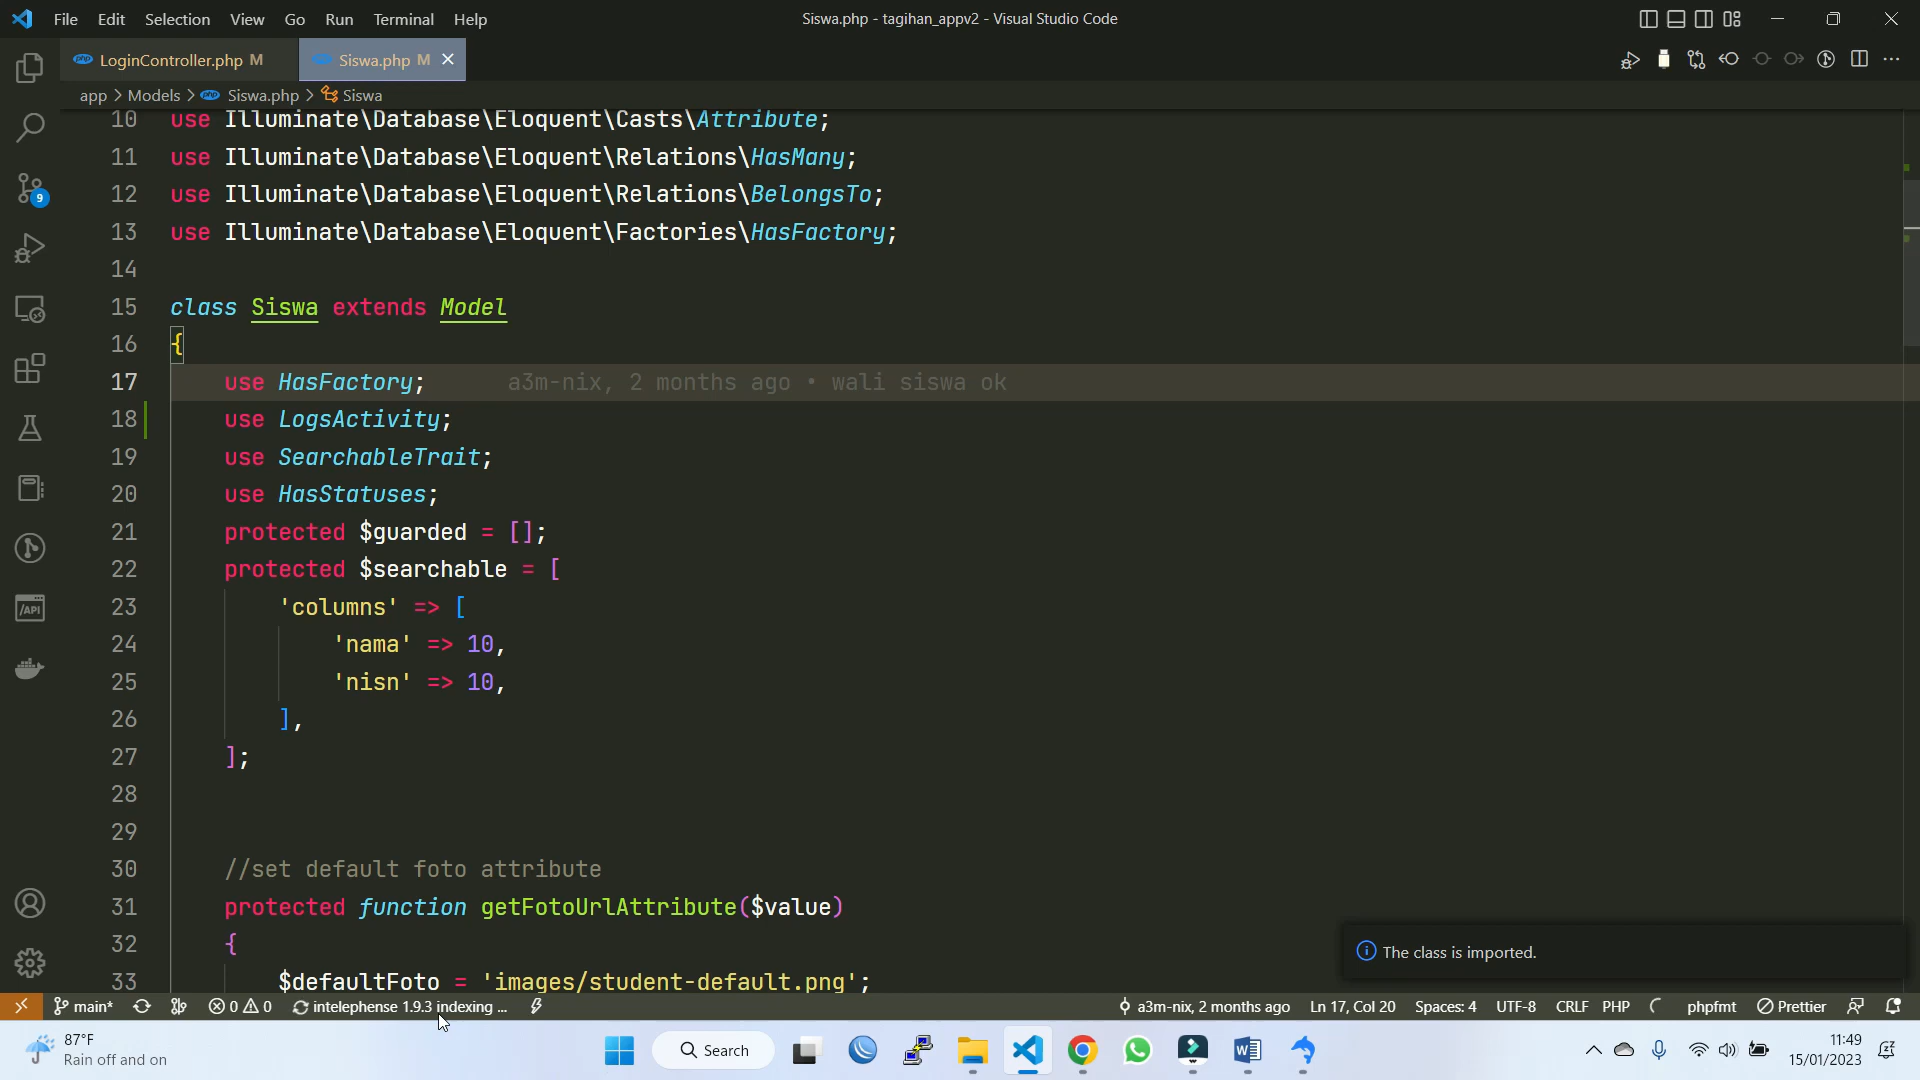 File Edit Selection View Go Run Terminal Help
Siswa.php - tagihan_appv2 - Visual Studio Code
LoginController.php M
Siswa.php M
app > Models > Siswa.php > Siswa
10 use Illuminate\Database\Eloquent\Casts\Attribute;
11 use Illuminate\Database\Eloquent\Relations\HasMany;
12 use Illuminate\Database\Eloquent\Relations\BelongsTo;
13 use Illuminate\Database\Eloquent\Factories\HasFactory;
14
15 class Siswa extends Model
16 {
17 use HasFactory; a3m-nix, 2 months ago • wali siswa ok
18 use LogsActivity;
19 use SearchableTrait;
20 use HasStatuses;
21 protected $guarded = [];
22 protected $searchable = [
23 'columns' => [
24 'nama' => 10,
25 'nisn' => 10,
26 ],
27 ];
28
29
30 //set default foto attribute
31 protected function getFotoUrlAttribute($value)
32 {
33 $defaultFoto = 'images/student-default.png';
9
/API
The class is imported.
main* 0 0 intelephense 1.9.3 indexing ... a3m-nix, 2 months ago Ln 17, Col 20 Spaces: 4 UTF-8 CRLF PHP phpfmt Prettier
87°F
Rain off and on
Search
11:49
15/01/2023